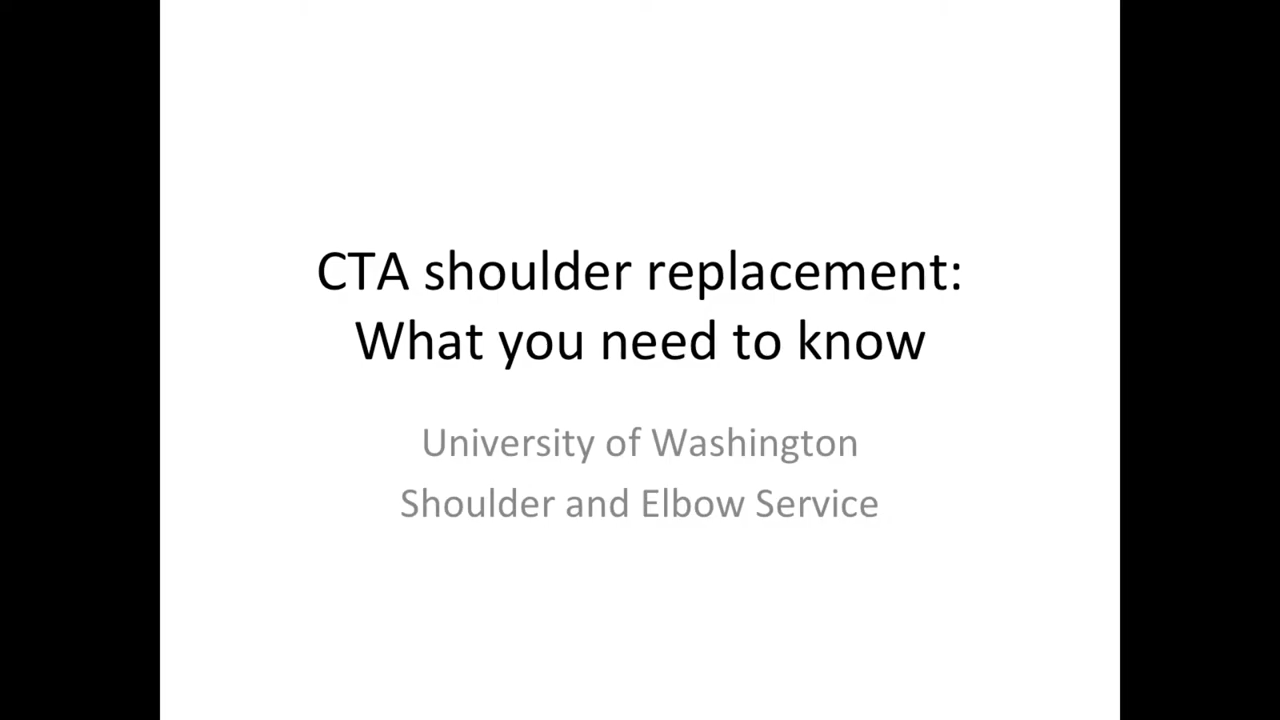 CTA shoulder replacement:
What you need to know
University of Washington
Shoulder and Elbow Service